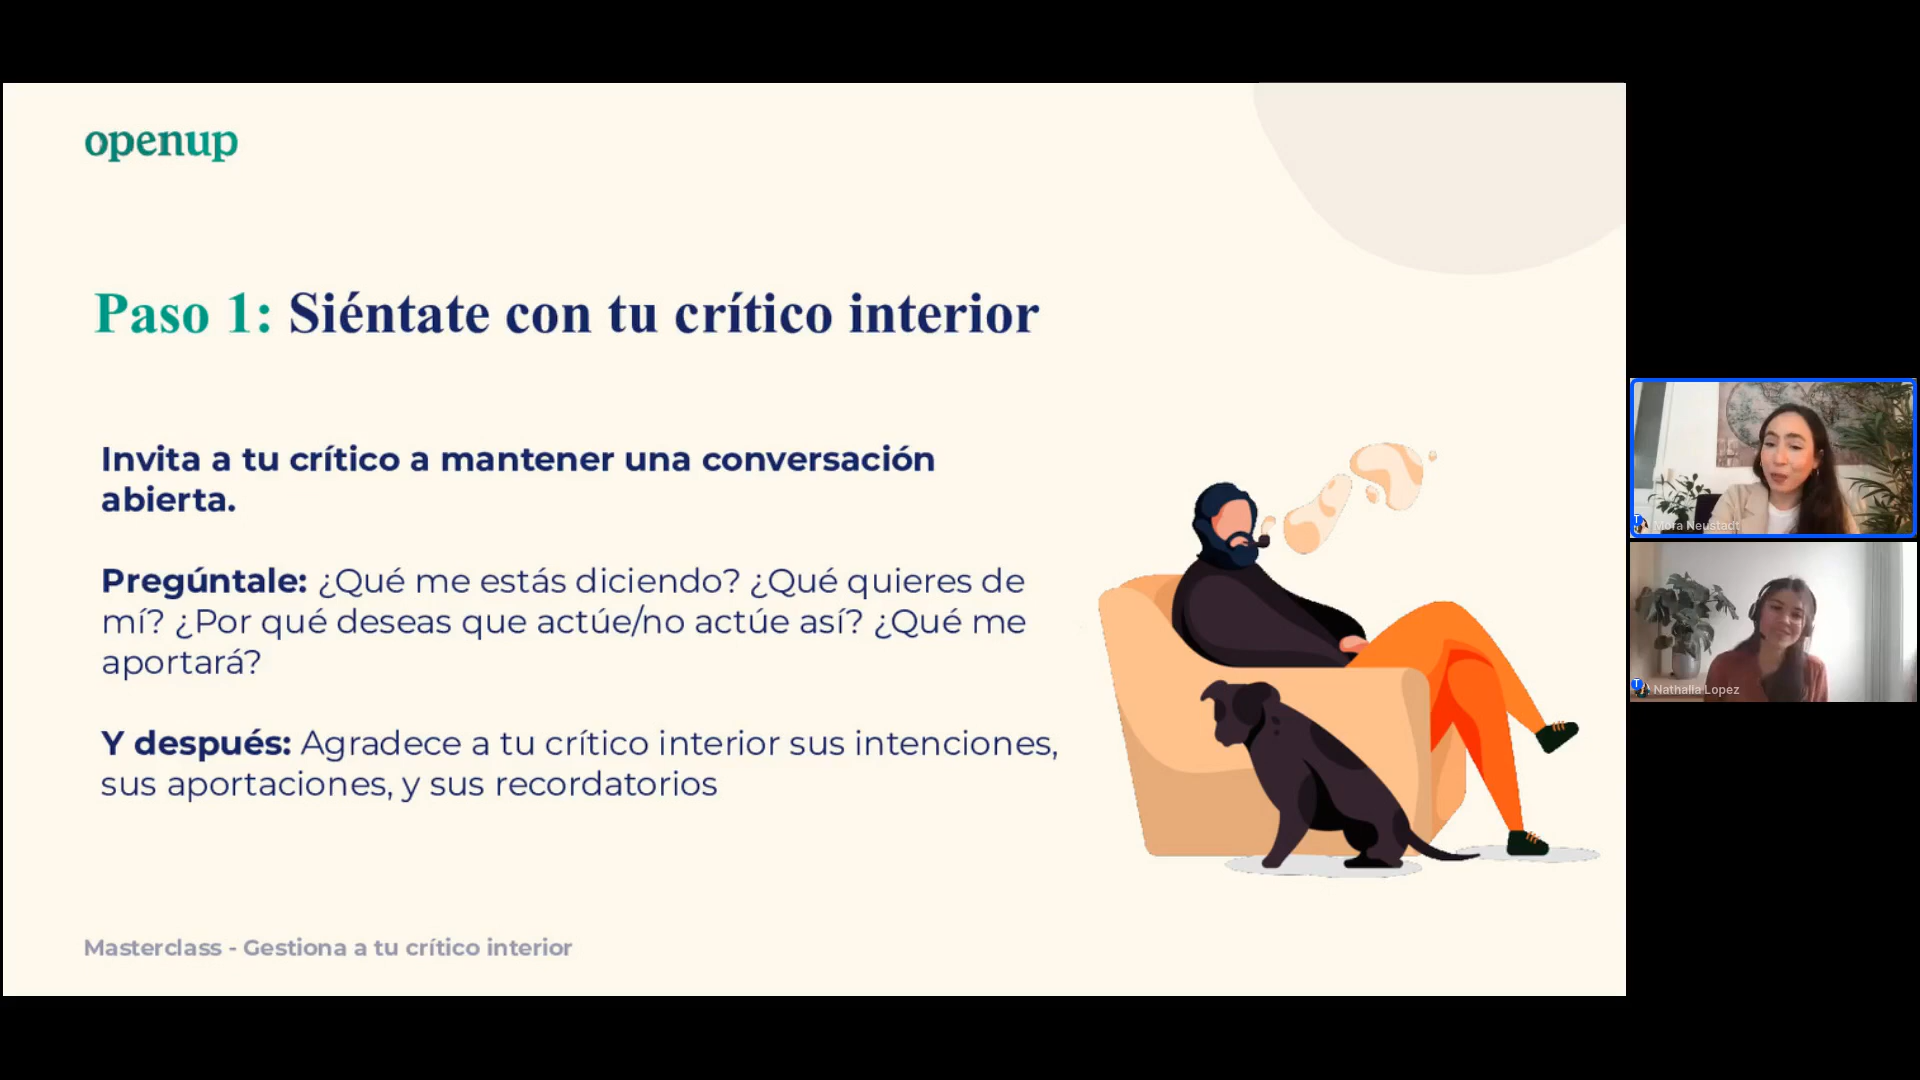 openup
Paso 1: Siéntate con tu crítico interior
Invita a tu crítico a mantener una conversación
abierta.
Pregúntale: ¿Qué me estás diciendo? ¿Qué quieres de
mí? ¿Por qué deseas que actúe/no actúe así? ¿Qué me
aportará?
Y después: Agradece a tu crítico interior sus intenciones,
sus aportaciones, y sus recordatorios
Masterclass - Gestiona a tu crítico interior
Mora Neustadt
Nathalia Lopez